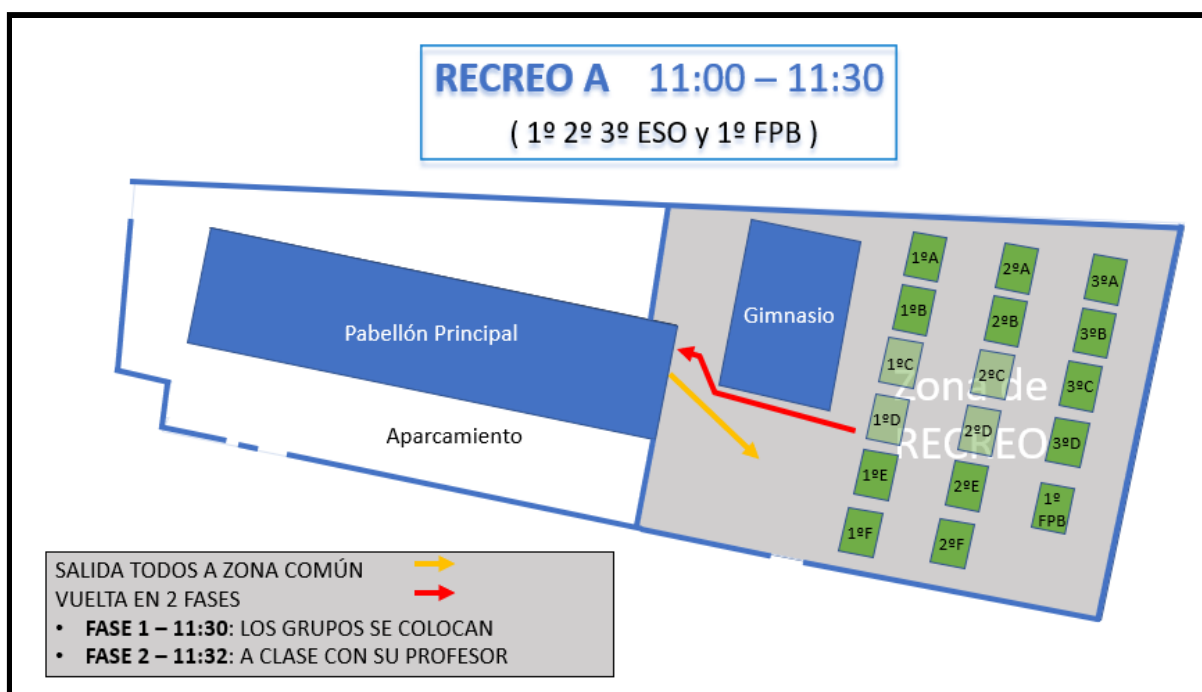 RECREO A 11:00 – 11:30
( 1º 2º 3º ESO y 1º FPB )
Pabellón Principal
Gimnasio
Aparcamiento
Zona de
RECREO
1ºA
1ºB
1ºC
1ºD
1ºE
1ºF
2ºA
2ºB
2ºC
2ºD
2ºE
2ºF
3ºA
3ºB
3ºC
3ºD
1º
FPB
SALIDA TODOS A ZONA COMÚN
VUELTA EN 2 FASES
• FASE 1 – 11:30: LOS GRUPOS SE COLOCAN
• FASE 2 – 11:32: A CLASE CON SU PROFESOR